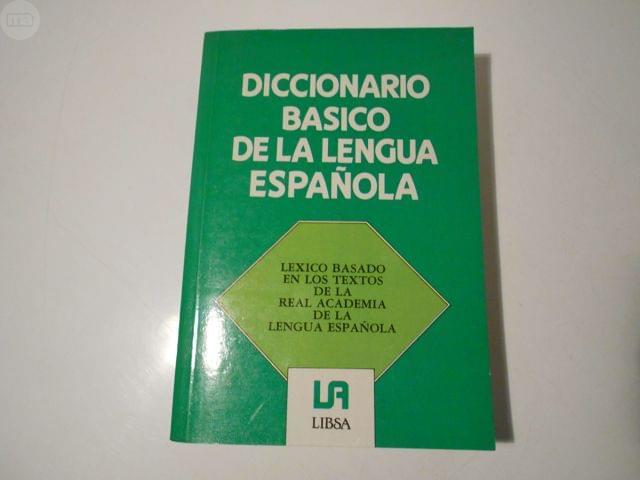 DICCIONARIO
BASICO
DE LA LENGUA
ESPAÑOLA
LEXICO BASADO
EN LOS TEXTOS
DE LA
REAL ACADEMIA
DE LA
LENGUA ESPAÑOLA
LIBSA